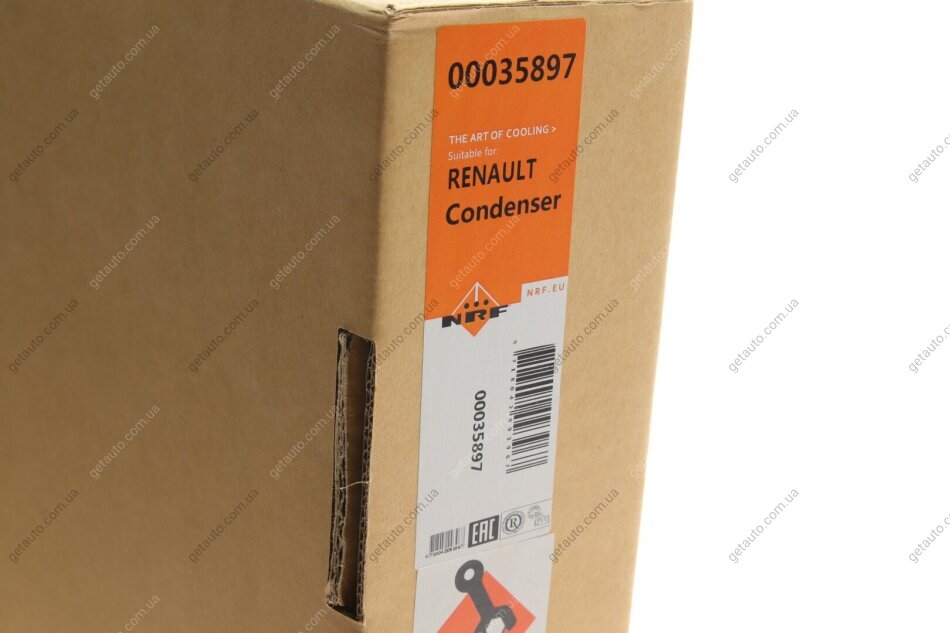 00035897
THE ART OF COOLING >
Suitable for:
RENAULT
Condenser
NRF.EU
NRF
00035897
EAC
R
getauto.com.ua